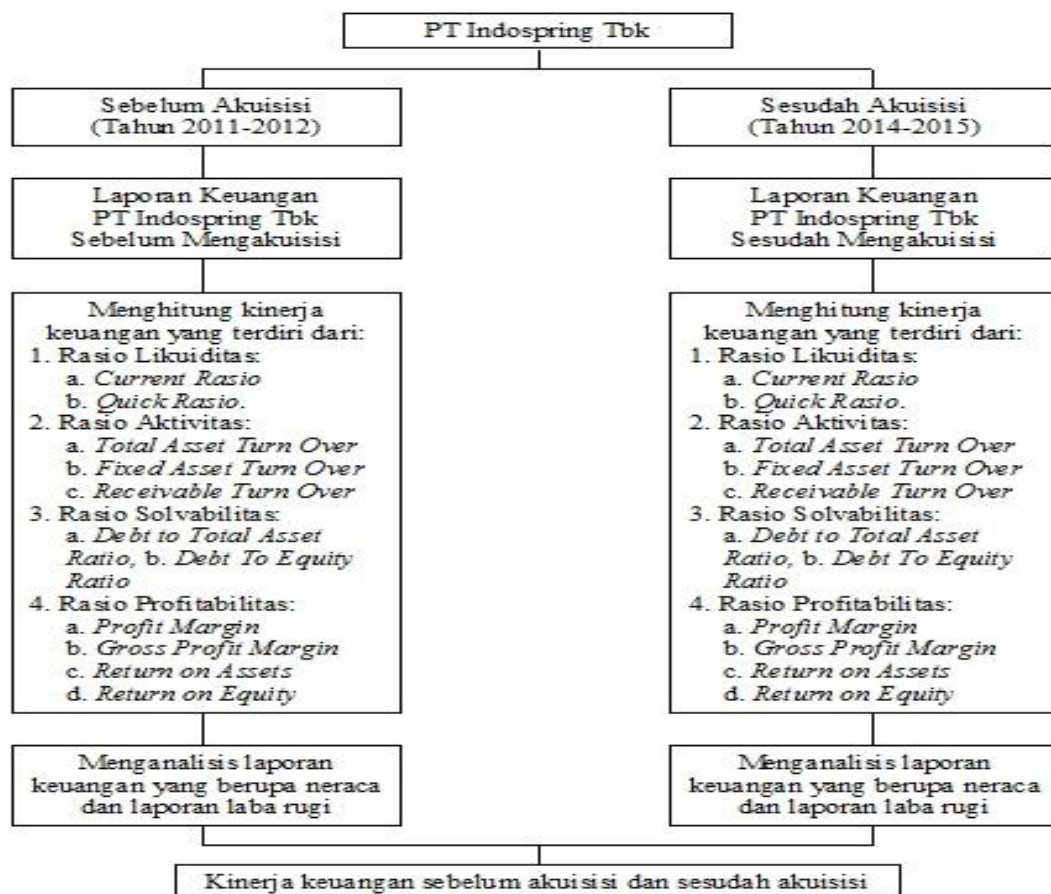 PT Indospring Tbk
Sebelum Akuisisi
(Tahun 2011-2012)
Laporan Keuangan
PT Indospring Tbk
Sebelum Mengakuisisi
Menghitung kinerja
keuangan yang terdiri dari:
1. Rasio Likuiditas:
a. Current Rasio
b. Quick Rasio.
2. Rasio Aktivitas:
a. Total Asset Turn Over
b. Fixed Asset Turn Over
c. Receivable Turn Over
3. Rasio Solvabilitas:
a. Debt to Total Asset
Ratio, b. Debt To Equity
Ratio
4. Rasio Profitabilitas:
a. Profit Margin
b. Gross Profit Margin
c. Return on Assets
d. Return on Equity
Menganalisis laporan
keuangan yang berupa neraca
dan laporan laba rugi
Sesudah Akuisisi
(Tahun 2014-2015)
Laporan Keuangan
PT Indospring Tbk
Sesudah Mengakuisisi
Menghitung kinerja
keuangan yang terdiri dari:
1. Rasio Likuiditas:
a. Current Rasio
b. Quick Rasio.
2. Rasio Aktivitas:
a. Total Asset Turn Over
b. Fixed Asset Turn Over
c. Receivable Turn Over
3. Rasio Solvabilitas:
a. Debt to Total Asset
Ratio, b. Debt To Equity
Ratio
4. Rasio Profitabilitas:
a. Profit Margin
b. Gross Profit Margin
c. Return on Assets
d. Return on Equity
Menganalisis laporan
keuangan yang berupa neraca
dan laporan laba rugi
Kinerja keuangan sebelum akuisisi dan sesudah akuisisi